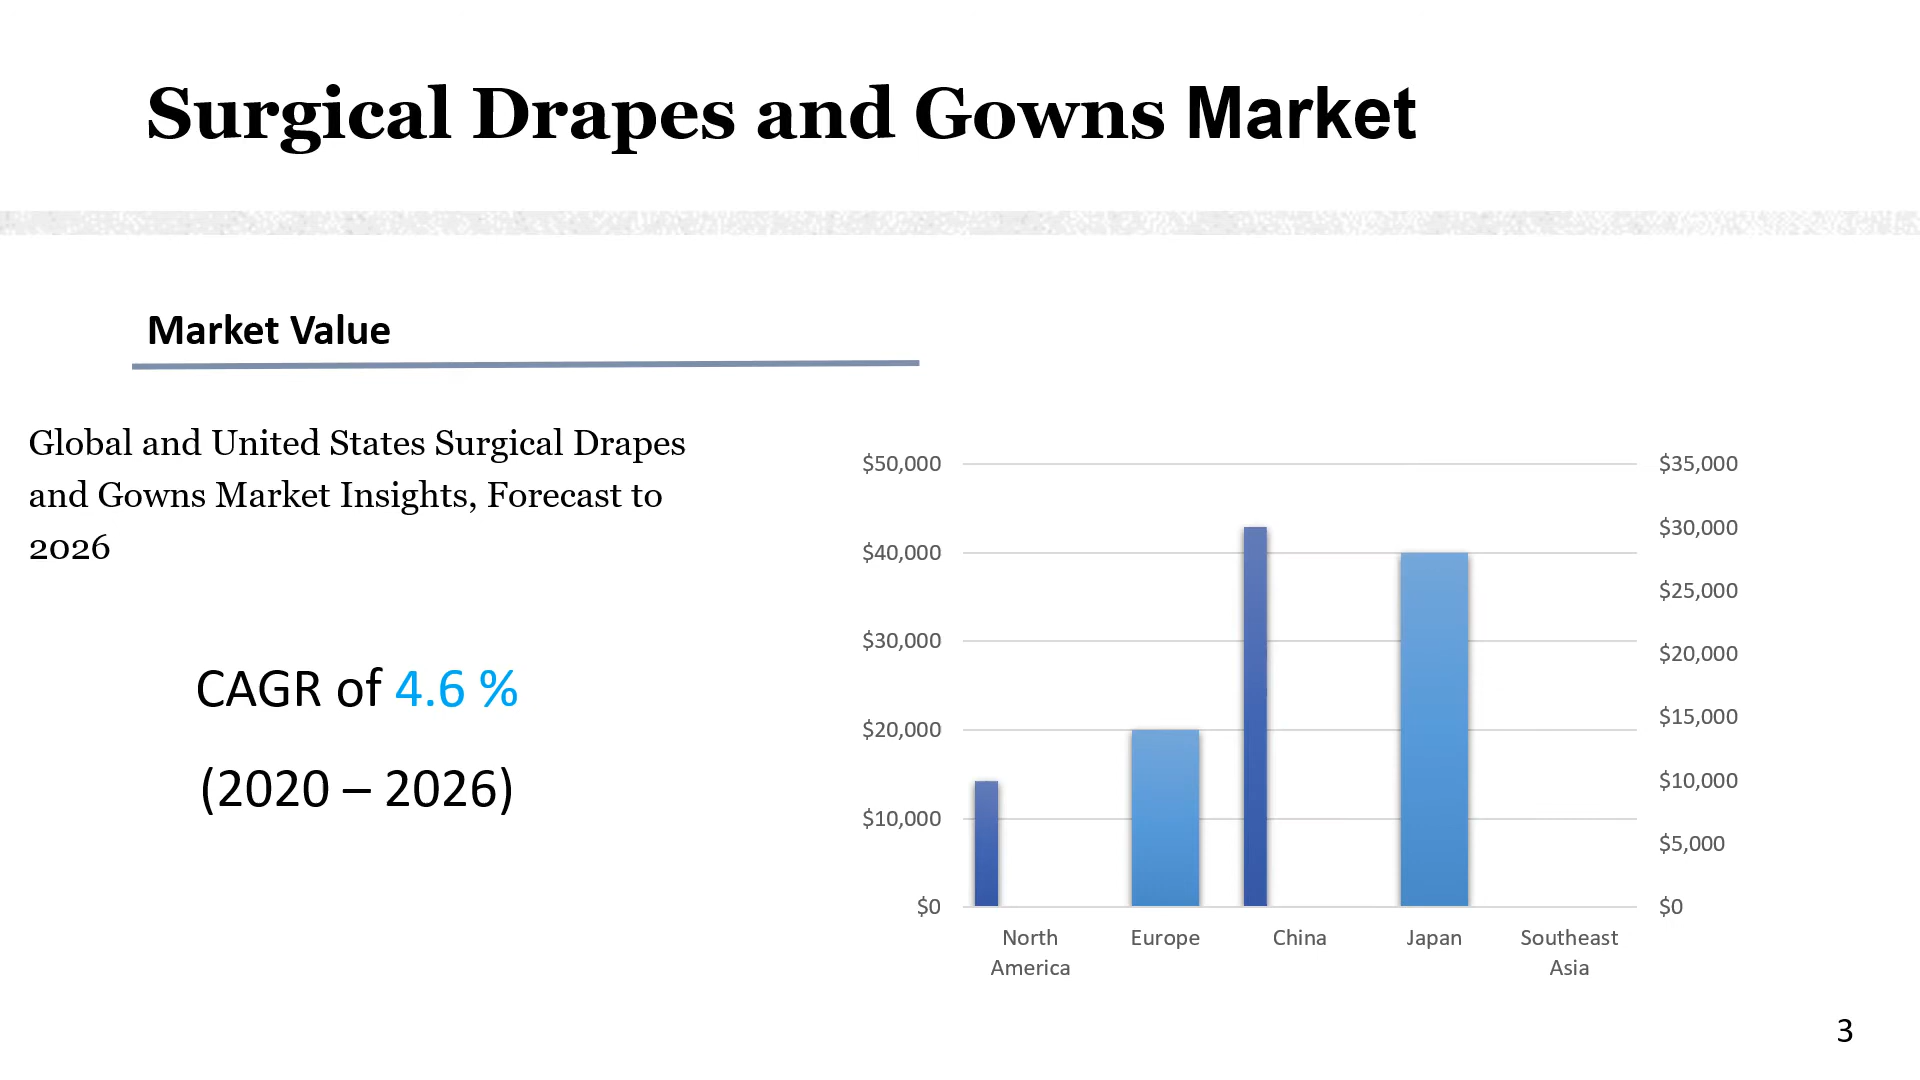 Surgical Drapes and Gowns Market
Market Value
Global and United States Surgical Drapes
and Gowns Market Insights, Forecast to
2026
CAGR of 4.6 %
(2020 – 2026)
$50,000
$40,000
$30,000
$20,000
$10,000
$0
$35,000
$30,000
$25,000
$20,000
$15,000
$10,000
$5,000
$0
North
America
Europe
China
Japan
Southeast
Asia
3